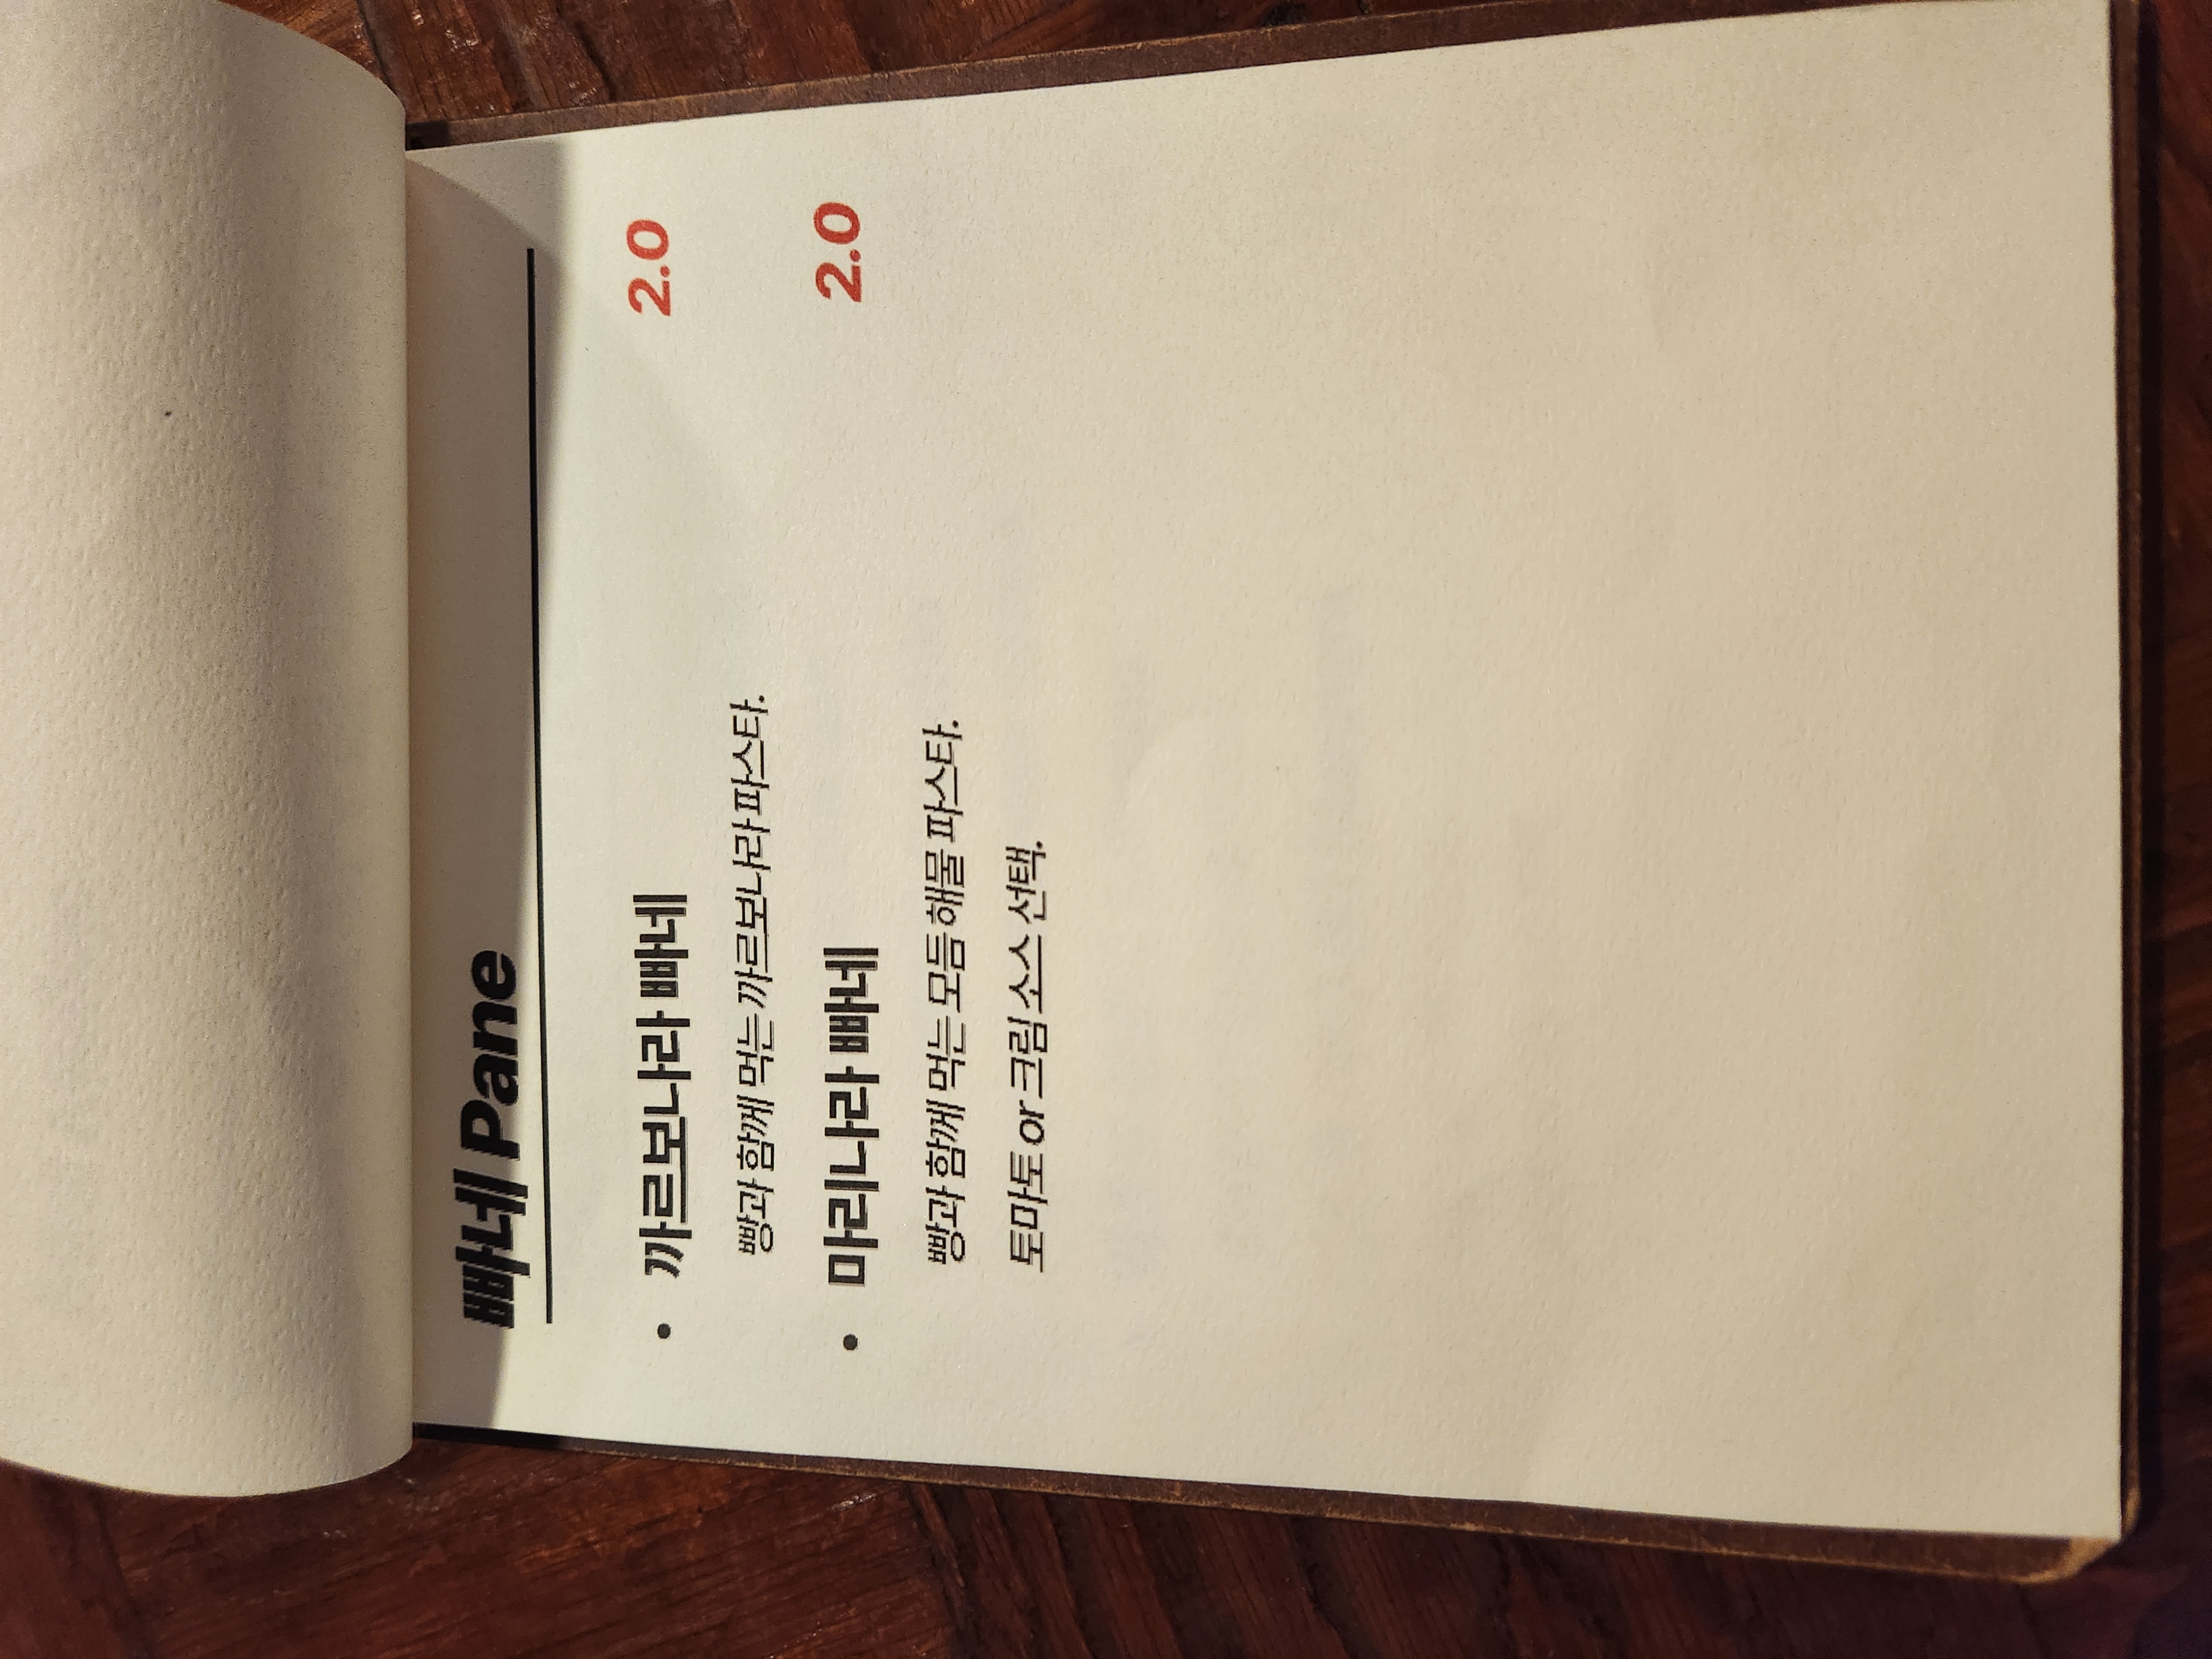 빠네 Pane
• 까르보나라 빠네 2.0
빵과 함께 먹는 까르보나라 파스타.
• 마리나라 빠네 2.0
빵과 함께 먹는 모듬해물 파스타.
토마토 or 크림 소스 선택.